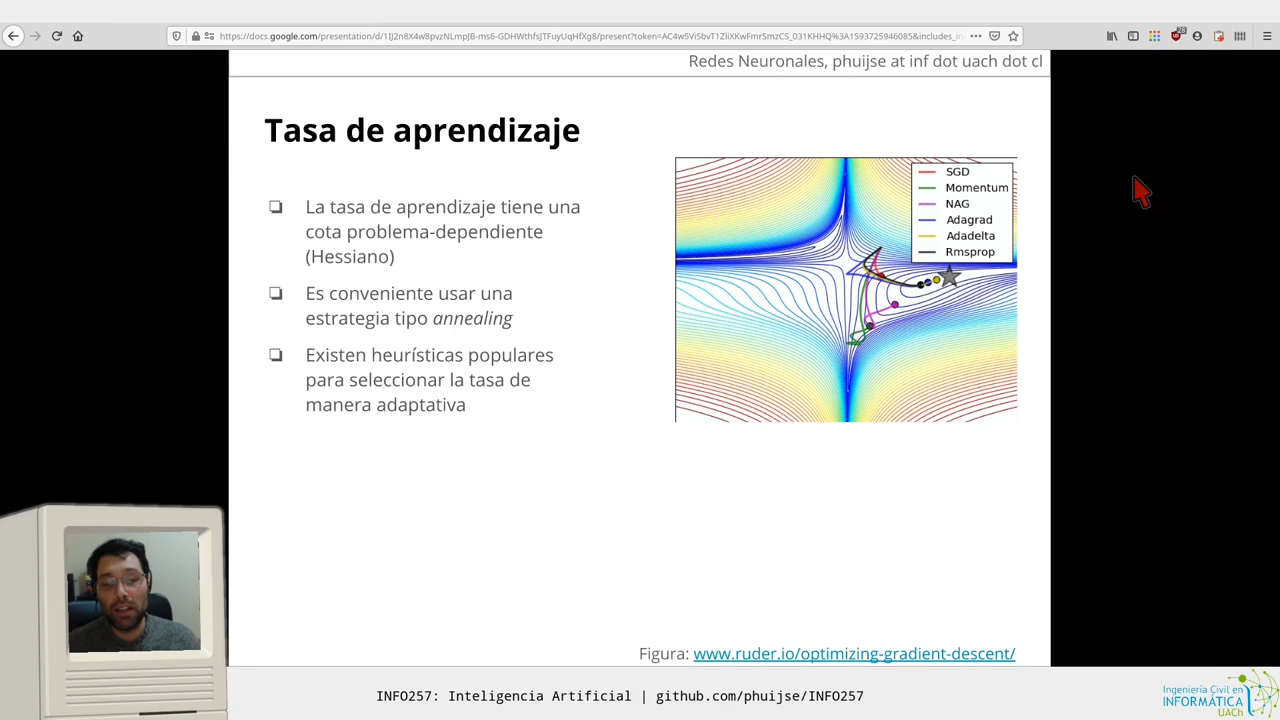 Redes Neuronales, phuijse at inf dot uach dot cl
Tasa de aprendizaje
La tasa de aprendizaje tiene una
cota problema-dependiente
(Hessiano)
Es conveniente usar una
estrategia tipo annealing
Existen heurísticas populares
para seleccionar la tasa de
manera adaptativa
SGD
Momentum
NAG
Adagrad
Adadelta
Rmsprop
Figura: www.ruder.io/optimizing-gradient-descent/
INFO257: Inteligencia Artificial | github.com/phuijse/INFO257
Ingeniería Civil en
INFORMÁTICA
UACh